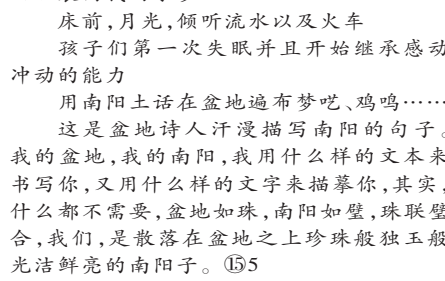 床前,月光,倾听流水以及火车
孩子们第一次失眠并且开始继承感动
冲动的能力
用南阳土话在盆地遍布梦呓、鸡鸣……
这是盆地诗人汗漫描写南阳的句子。
我的盆地,我的南阳,我用什么样的文本来
书写你,又用什么样的文字来描摹你,其实,
什么都不需要,盆地如珠,南阳如璧,珠联璧
合,我们,是散落在盆地之上珍珠般独玉般
光洁鲜亮的南阳子。⑮5